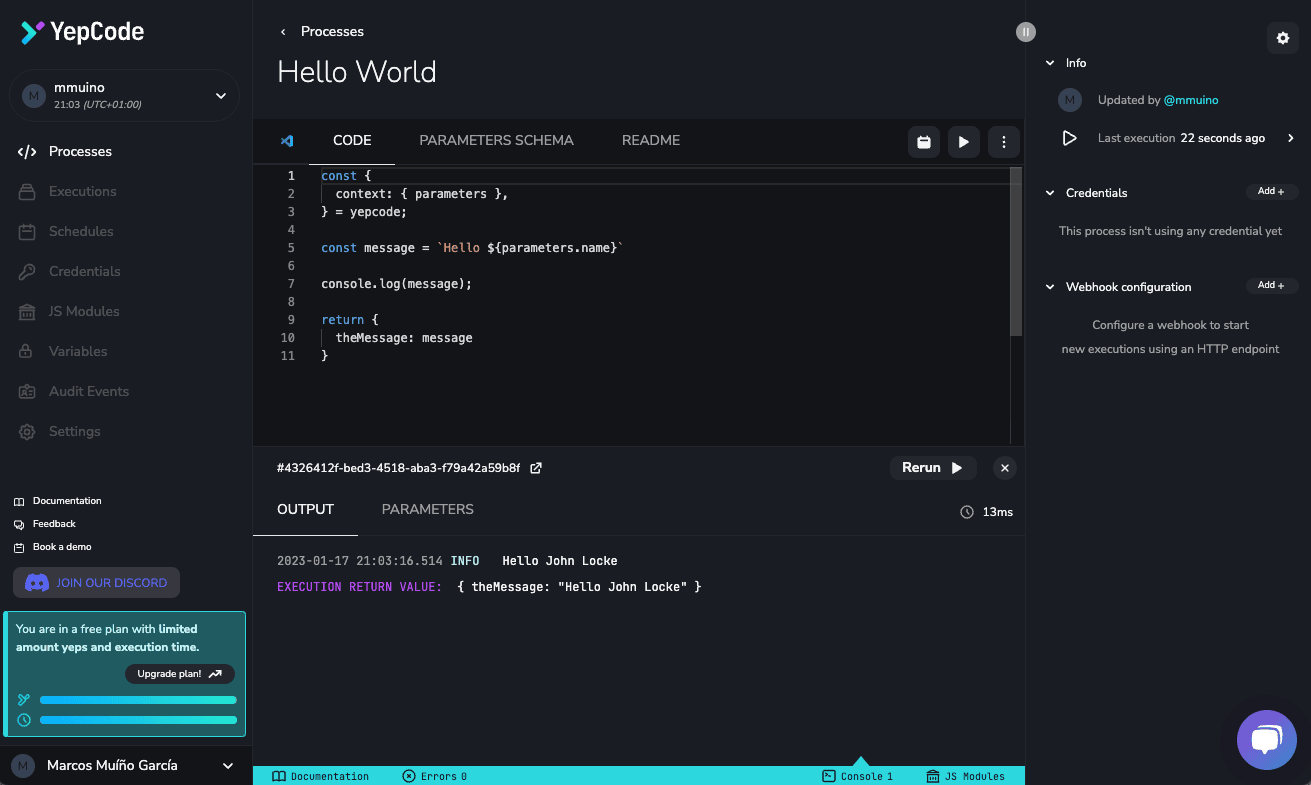 YepCode
M
mmuino
21:03 (UTC+01:00)
Processes
Executions
Schedules
Credentials
JS Modules
Variables
Audit Events
Settings
Documentation
Feedback
Book a demo
JOIN OUR DISCORD
You are in a free plan with limited
amount yeps and execution time.
Upgrade plan!
M
Marcos Muíño García
Processes
Hello World
CODE
PARAMETERS SCHEMA
README
1 const {
2 context: { parameters },
3 } = yepcode;
4
5 const message = `Hello ${parameters.name}`
6
7 console.log(message);
8
9 return {
10 theMessage: message
11 }
#4326412f-bed3-4518-aba3-f79a42a59b8f
Rerun
OUTPUT
PARAMETERS
13ms
2023-01-17 21:03:16.514 INFO Hello John Locke
EXECUTION RETURN VALUE: { theMessage: "Hello John Locke" }
Documentation
Errors 0
Console 1
JS Modules
Info
M
Updated by @mmuino
Last execution 22 seconds ago
Credentials
Add +
This process isn't using any credential yet
Webhook configuration
Add +
Configure a webhook to start
new executions using an HTTP endpoint